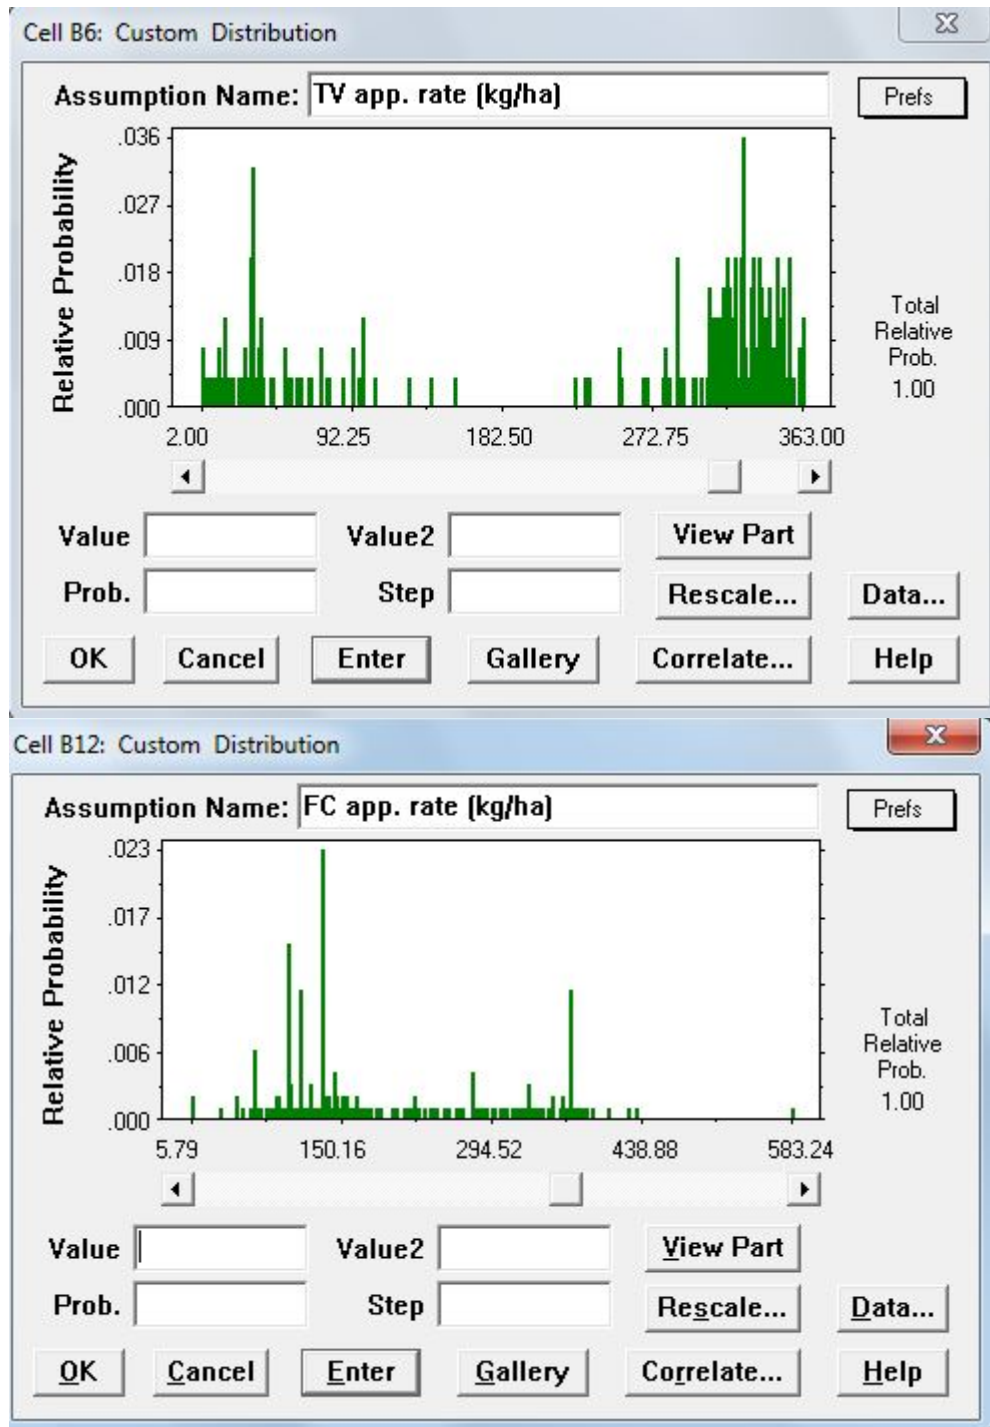 Cell B6: Custom Distribution
Assumption Name: TV app. rate (kg/ha)
Prefs
Relative Probability
.036
.027
.018
.009
.000
2.00 92.25 182.50 272.75 363.00
Total
Relative
Prob.
1.00
Value Value2 View Part
Prob. Step Rescale... Data...
OK Cancel Enter Gallery Correlate... Help
Cell B12: Custom Distribution
Assumption Name: FC app. rate (kg/ha)
Prefs
Relative Probability
.023
.017
.012
.006
.000
5.79 150.16 294.52 438.88 583.24
Total
Relative
Prob.
1.00
Value Value2 View Part
Prob. Step Rescale... Data...
OK Cancel Enter Gallery Correlate... Help